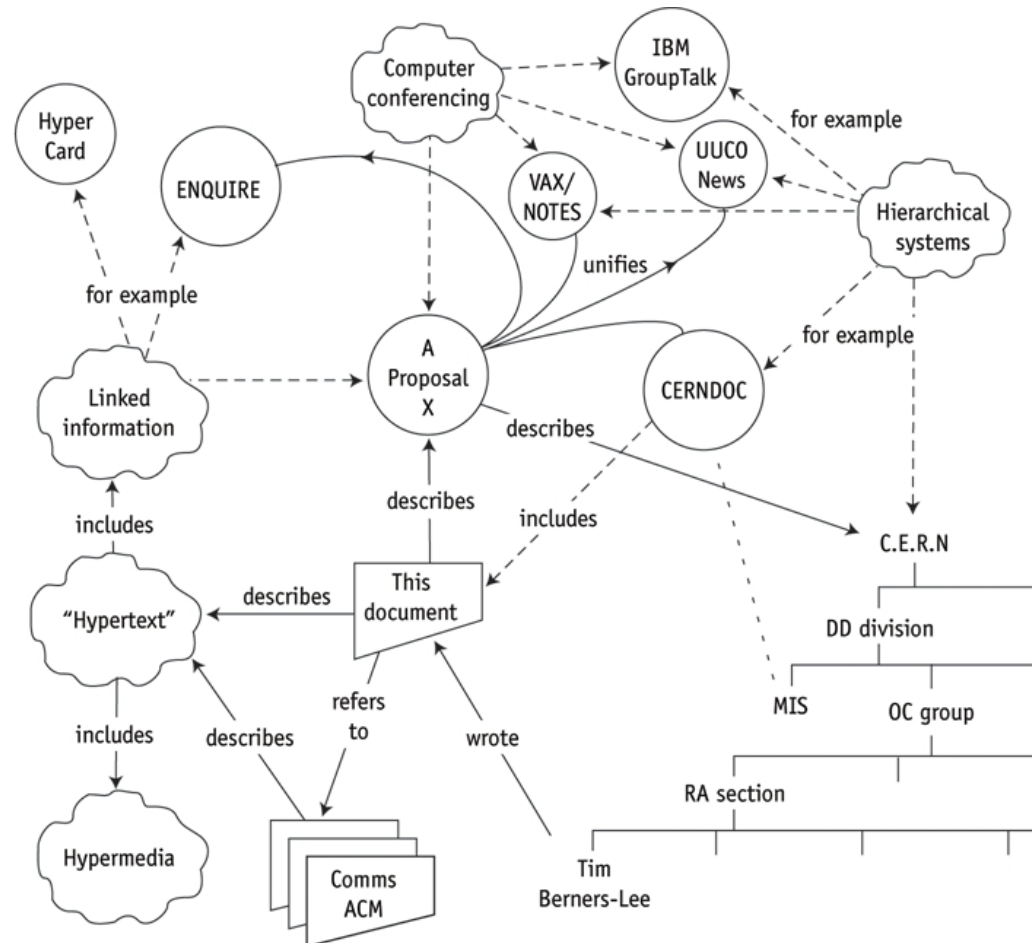 IBM
GroupTalk
Computer
conferencing
Hyper
Card
for example
UUCO
News
ENQUIRE
VAX/
NOTES
Hierarchical
systems
unifies
for example
for example
A
Proposal
X
Linked
information
CERNDOC
describes
describes
includes
includes
C.E.R.N
This
document
describes
“Hypertext”
DD division
refers
to
MIS
OC group
includes
describes
wrote
RA section
Hypermedia
Tim
Berners-Lee
Comms
ACM